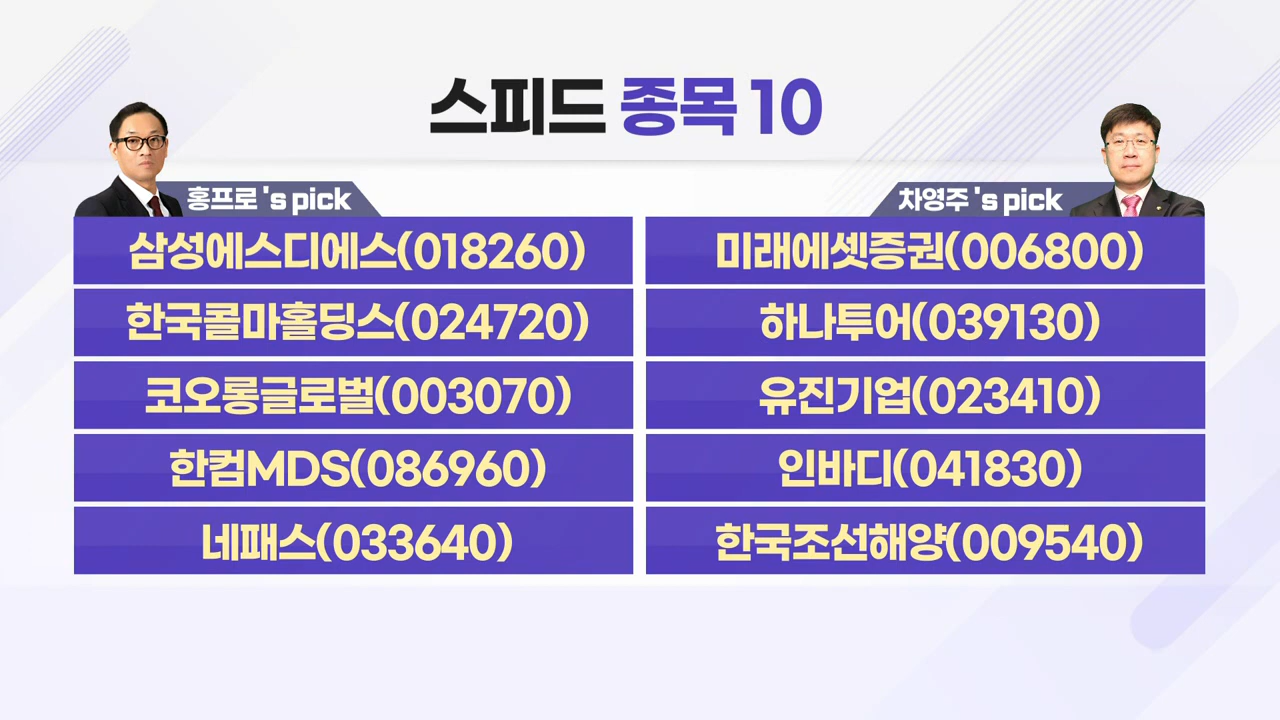 스피드 종목 10
홍프로 's pick
삼성에스디에스(018260)
한국콜마홀딩스(024720)
코오롱글로벌(003070)
한컴MDS(086960)
네패스(033640)
차영주 's pick
미래에셋증권(006800)
하나투어(039130)
유진기업(023410)
인바디(041830)
한국조선해양(009540)